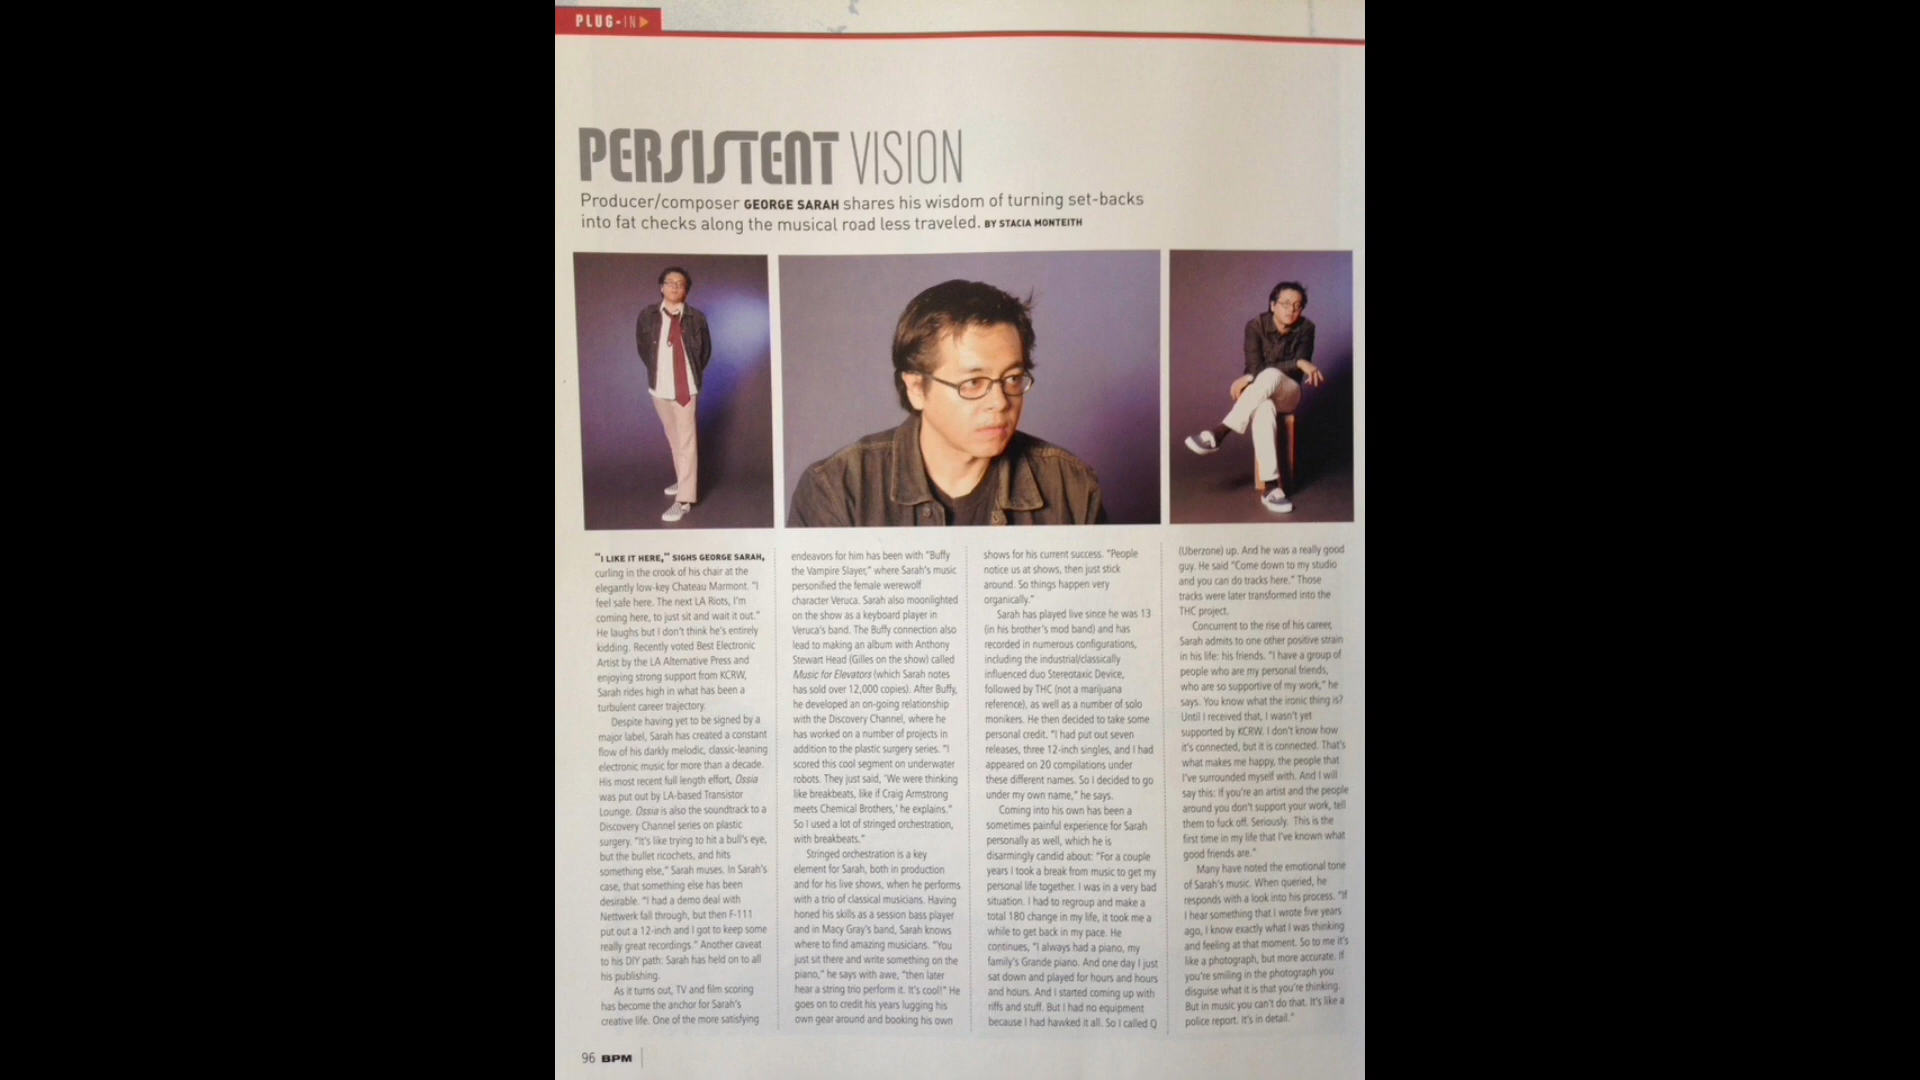 PLUG-IN
PERSISTENT VISION
Producer/composer GEORGE SARAH shares his wisdom of turning set-backs
into fat checks along the musical road less traveled. BY STACIA MONTEITH
"I LIKE IT HERE," SIGHS GEORGE SARAH,
curling in the crook of his chair at the
elegantly low-key Chateau Marmont. "I
feel safe here. The next LA Riots, I'm
coming here, to just sit and wait it out."
He laughs but I don't think he's entirely
kidding. Recently voted Best Electronic
Artist by the LA Alternative Press and
enjoying strong support from KCRW,
Sarah rides high in what has been a
turbulent career trajectory.
Despite having yet to be signed by a
major label, Sarah has created a constant
flow of his darkly melodic, classic-leaning
electronic music for more than a decade.
His most recent full length effort, Ossia
was put out by LA-based Transistor
Lounge. Ossia is also the soundtrack to a
Discovery Channel series on plastic
surgery. "It's like trying to hit a bull's eye,
but the bullet ricochets, and hits
something else," Sarah muses. In Sarah's
case, that something else has been
desirable. "I had a demo deal with
Nettwerk fall through, but then F-111
put out a 12-inch and I got to keep some
really great recordings." Another caveat
to his DIY path: Sarah has held on to all
his publishing.
As it turns out, TV and film scoring
has become the anchor for Sarah's
creative life. One of the more satisfying
endeavors for him has been with "Buffy
the Vampire Slayer," where Sarah's music
personified the female werewolf
character Veruca. Sarah also moonlighted
on the show as a keyboard player in
Veruca's band. The Buffy connection also
lead to making an album with Anthony
Stewart Head (Gilles on the show) called
Music for Elevators (which Sarah notes
has sold over 12,000 copies). After Buffy,
he developed an on-going relationship
with the Discovery Channel, where he
has worked on a number of projects in
addition to the plastic surgery series. "I
scored this cool segment on underwater
robots. They just said, 'We were thinking
like breakbeats, like if Craig Armstrong
meets Chemical Brothers,' he explains."
So I used a lot of stringed orchestration,
with breakbeats."
Stringed orchestration is a key
element for Sarah, both in production
and for his live shows, when he performs
with a trio of classical musicians. Having
honed his skills as a session bass player
and in Macy Gray's band, Sarah knows
where to find amazing musicians. "You
just sit there and write something on the
piano," he says with awe, "then later
hear a string trio perform it. It's cool!" He
goes on to credit his years lugging his
own gear around and booking his own
shows for his current success. "People
notice us at shows, then just stick
around. So things happen very
organically."
Sarah has played live since he was 13
(in his brother's mod band) and has
recorded in numerous configurations,
including the industrial/classically
influenced duo Stereotaxic Device,
followed by THC (not a marijuana
reference), as well as a number of solo
monikers. He then decided to take some
personal credit. "I had put out seven
releases, three 12-inch singles, and I had
appeared on 20 compilations under
these different names. So I decided to go
under my own name," he says.
Coming into his own has been a
sometimes painful experience for Sarah
personally as well, which he is
disarmingly candid about: "For a couple
years I took a break from music to get my
personal life together. I was in a very bad
situation. I had to regroup and make a
total 180 change in my life, it took me a
while to get back in my pace. He
continues, "I always had a piano, my
family's Grande piano. And one day I just
sat down and played for hours and hours
and hours. And I started coming up with
riffs and stuff. But I had no equipment
because I had hawked it all. So I called Q
(Uberzone) up. And he was a really good
guy. He said "Come down to my studio
and you can do tracks here." Those
tracks were later transformed into the
THC project.
Concurrent to the rise of his career,
Sarah admits to one other positive strain
in his life: his friends. "I have a group of
people who are my personal friends,
who are so supportive of my work," he
says. You know what the ironic thing is?
Until I received that, I wasn't yet
supported by KCRW. I don't know how
it's connected, but it is connected. That's
what makes me happy, the people that
I've surrounded myself with. And I will
say this: If you're an artist and the people
around you don't support your work, tell
them to fuck off. Seriously. This is the
first time in my life that I've known what
good friends are."
Many have noted the emotional tone
of Sarah's music. When queried, he
responds with a look into his process. "If
I hear something that I wrote five years
ago, I know exactly what I was thinking
and feeling at that moment. So to me it's
like a photograph, but more accurate. If
you're smiling in the photograph you
disguise what it is that you're thinking.
But in music you can't do that. It's like a
police report. It's in detail."
96 BPM